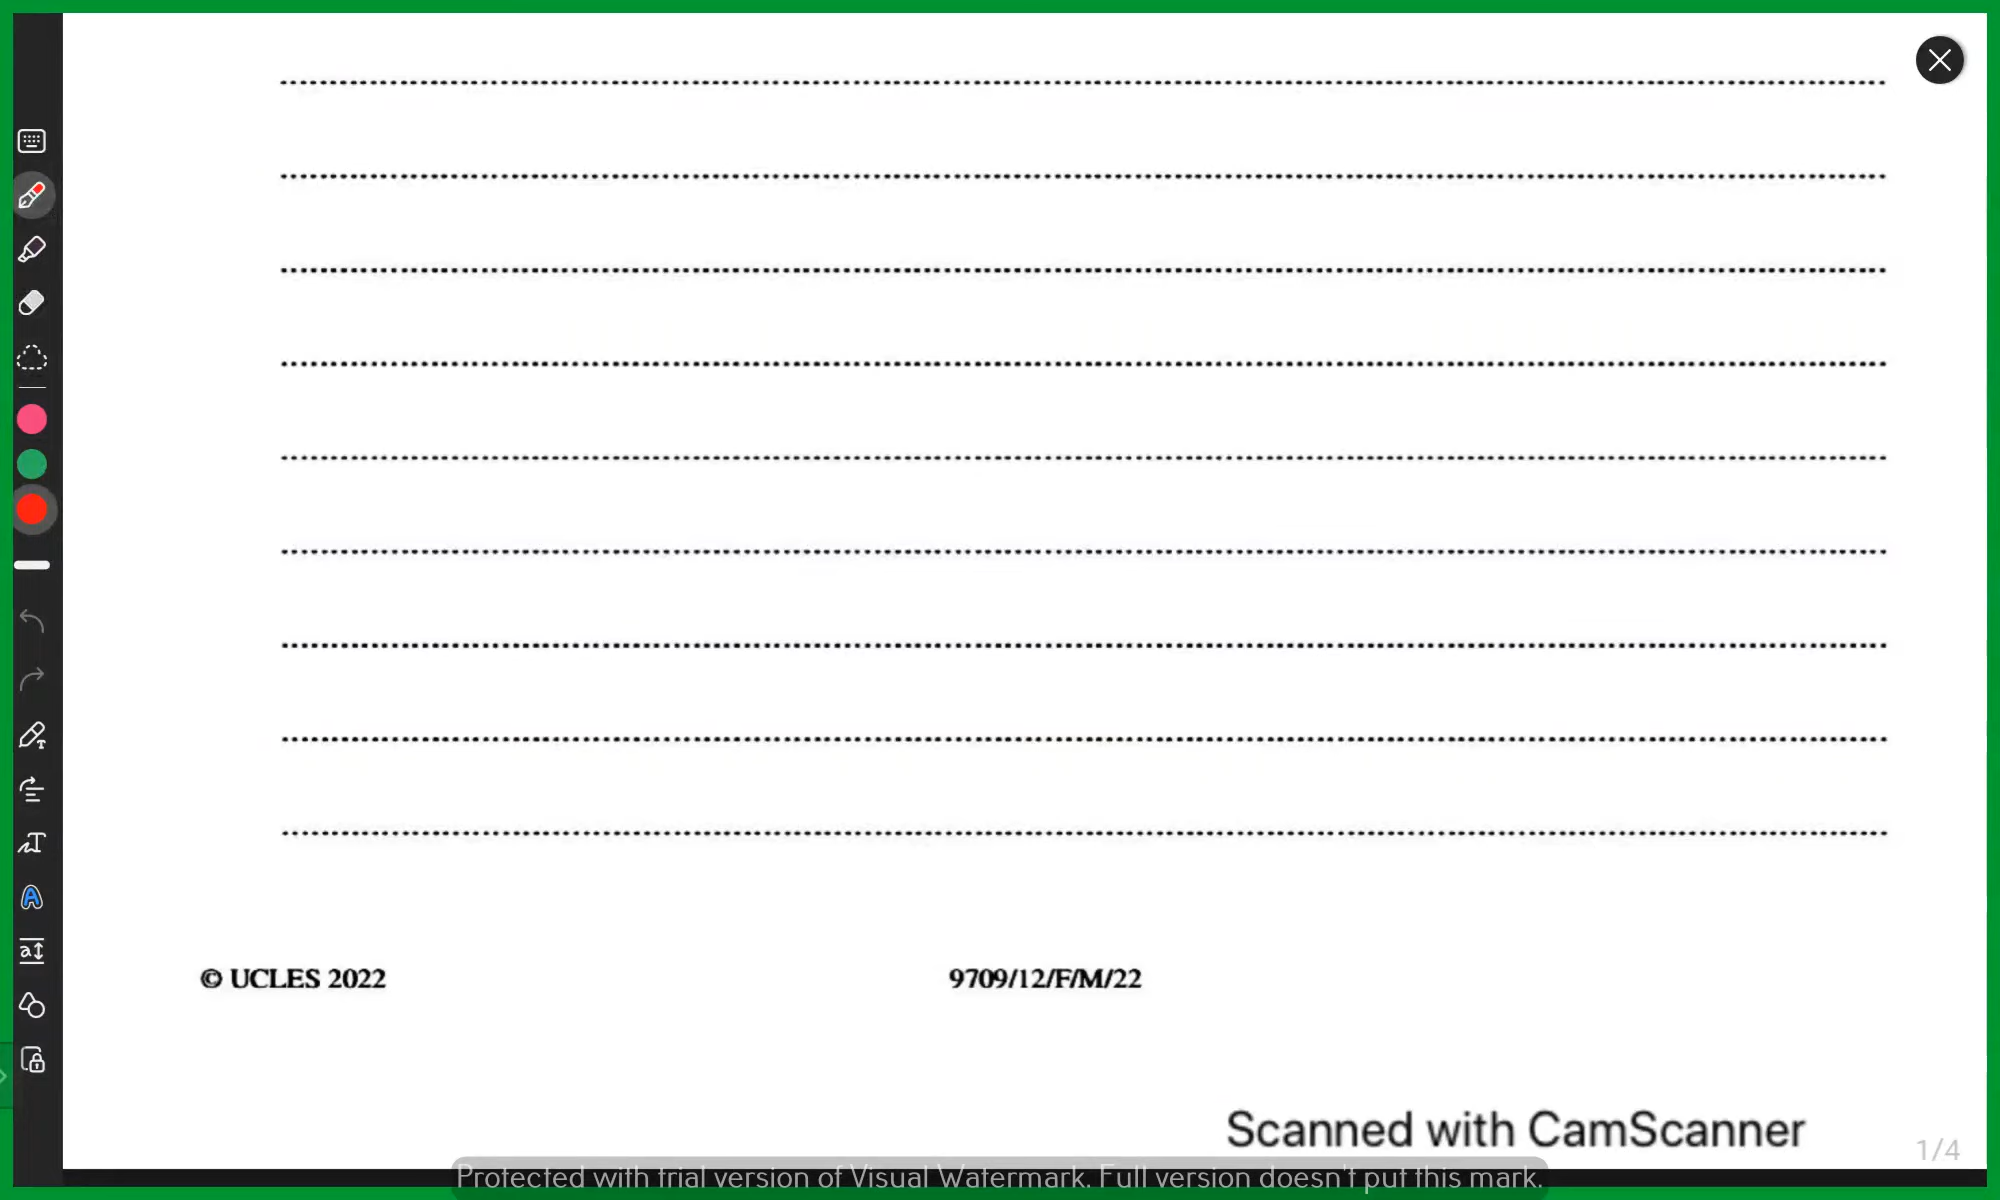 © UCLES 2022
9709/12/F/M/22
Scanned with CamScanner
1/4
Protected with trial version of Visual Watermark. Full version doesn't put this mark.